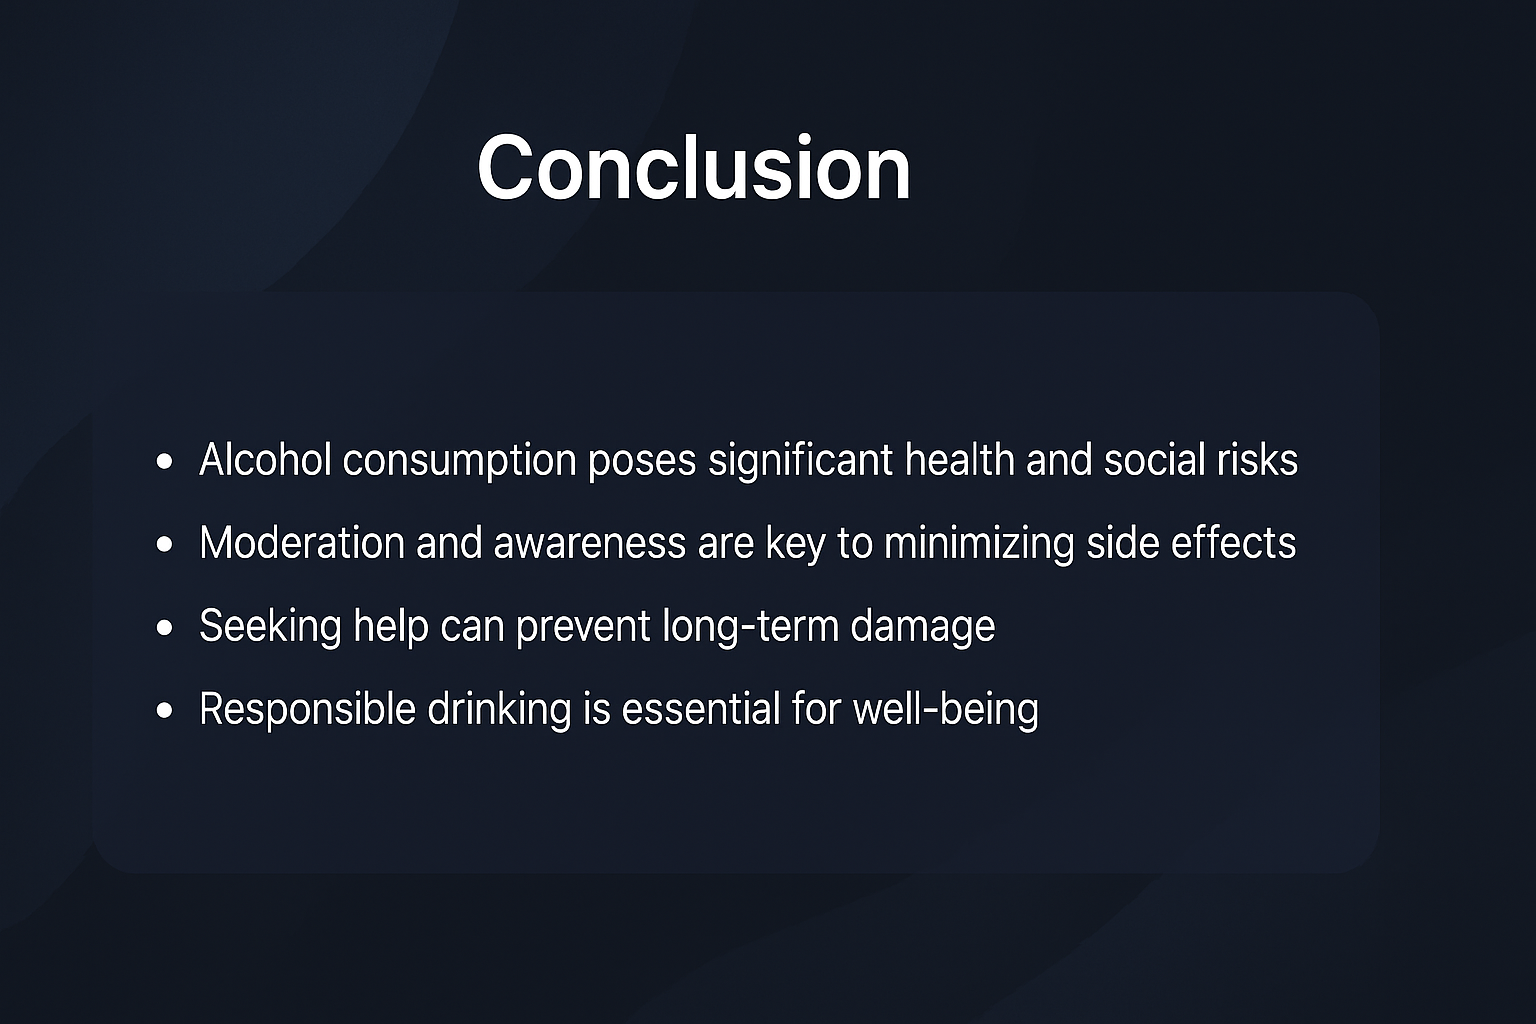 Conclusion
• Alcohol consumption poses significant health and social risks
• Moderation and awareness are key to minimizing side effects
• Seeking help can prevent long-term damage
• Responsible drinking is essential for well-being